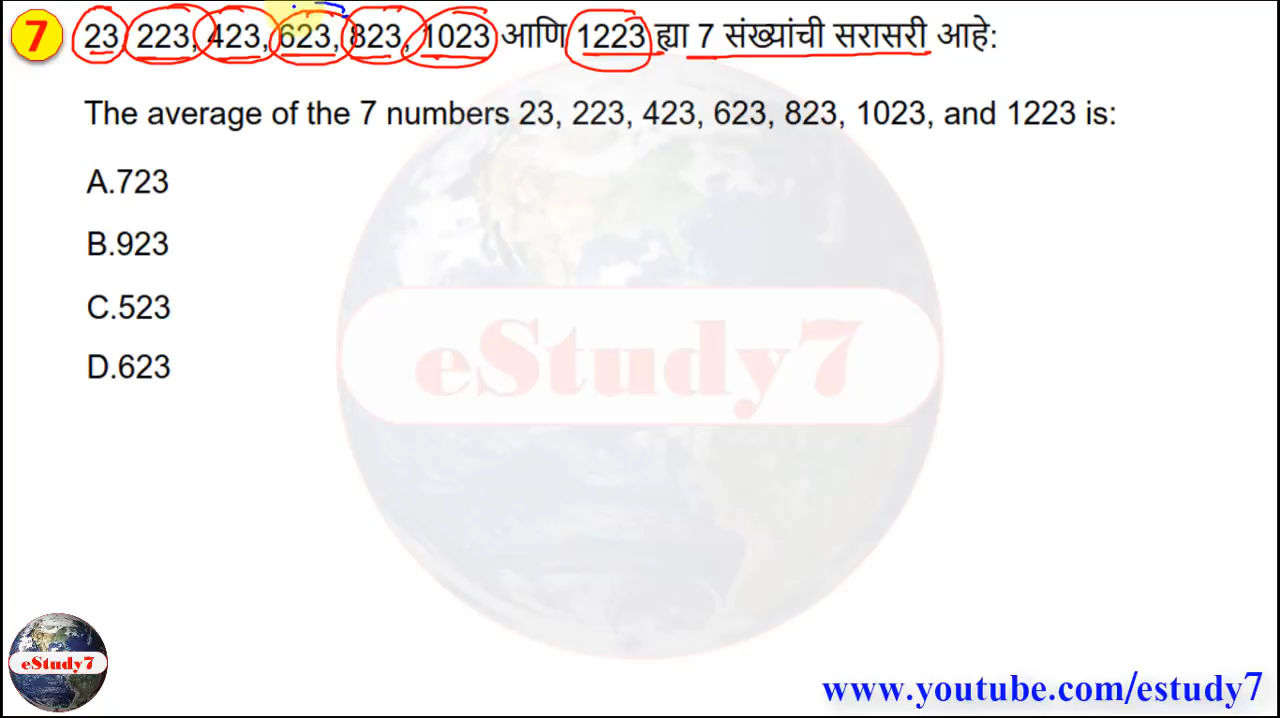 7 23, 223, 423, 623, 823, 1023 आणि 1223 ह्या 7 संख्यांची सरासरी आहे:
The average of the 7 numbers 23, 223, 423, 623, 823, 1023, and 1223 is:
A.723
B.923
C.523
D.623
eStudy7
eStudy7
www.youtube.com/estudy7